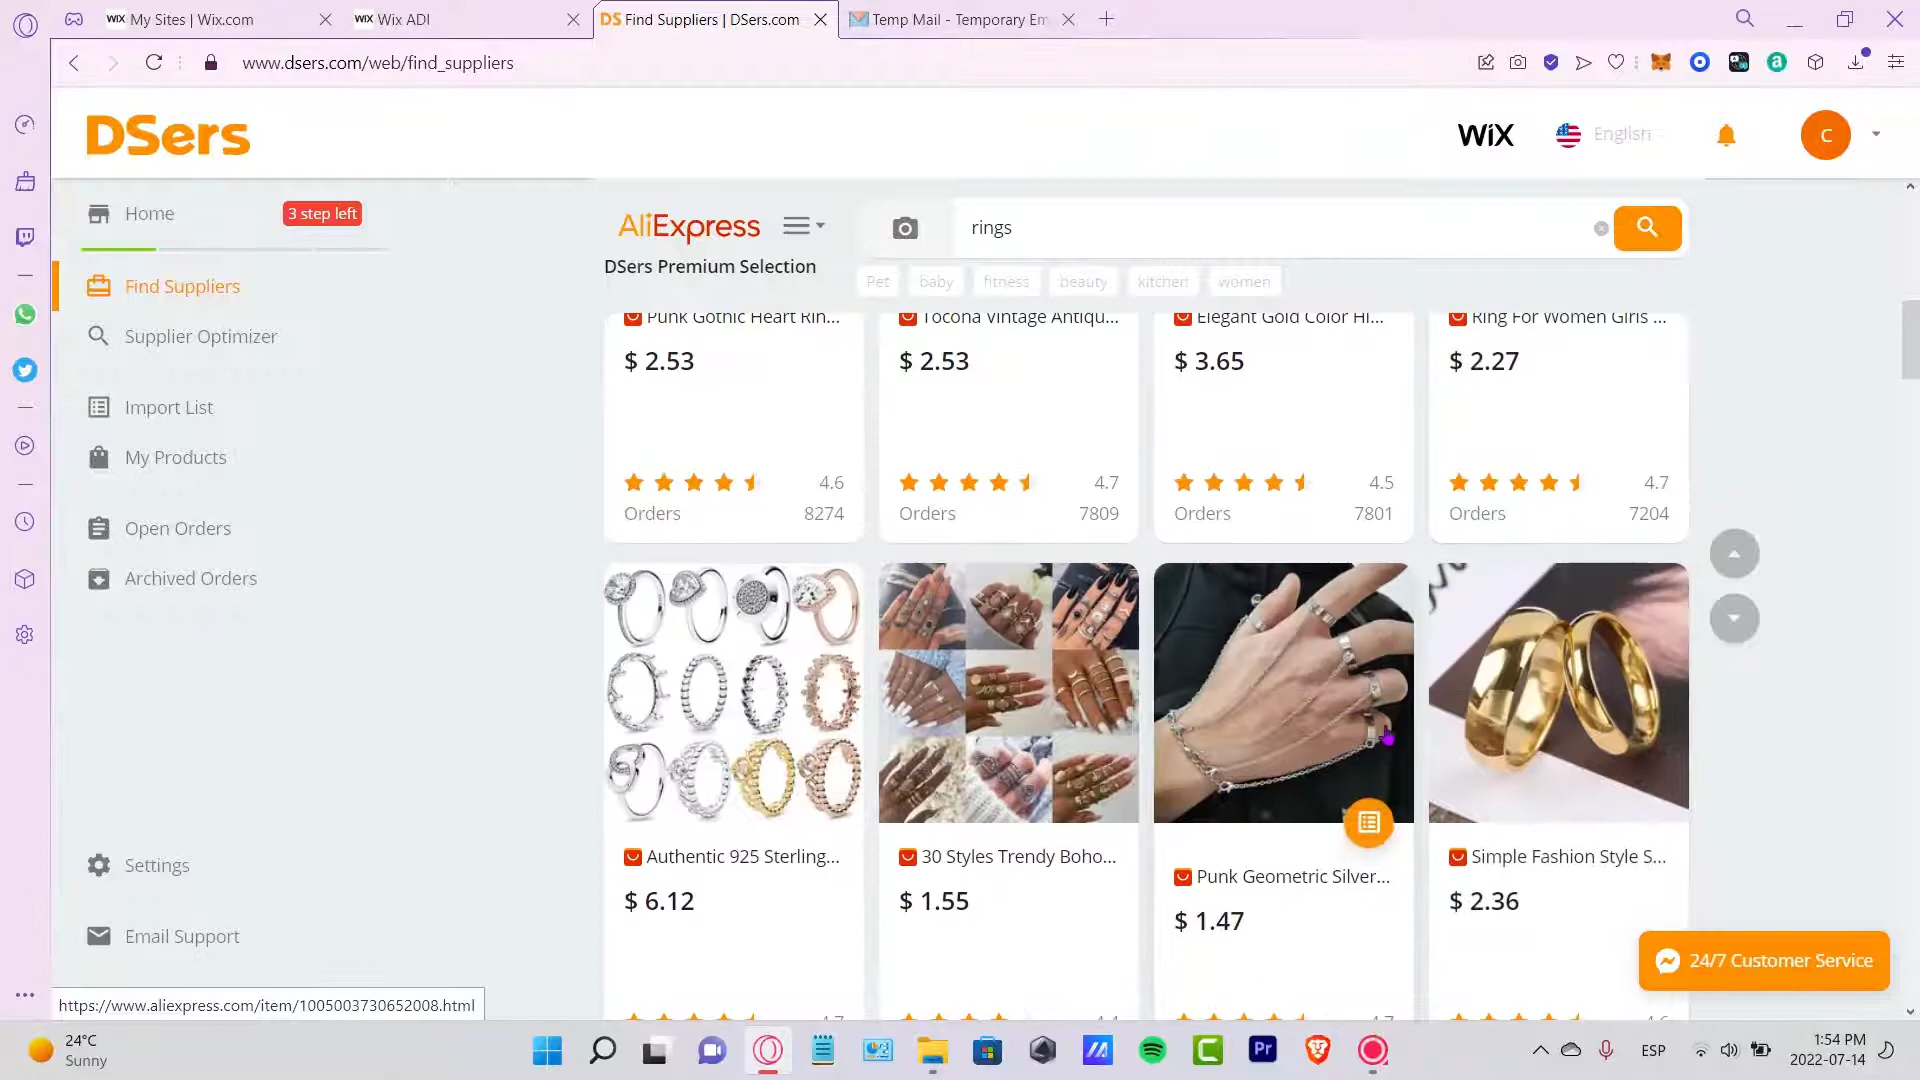 WiX My Sites | Wix.com
WiX Wix ADI
DS Find Suppliers | DSers.com
Temp Mail - Temporary Em
www.dsers.com/web/find_suppliers
DSers
WiX
English
C
Home
3 step left
Find Suppliers
Supplier Optimizer
Import List
My Products
Open Orders
Archived Orders
Settings
Email Support
AliExpress
rings
DSers Premium Selection
Pet
baby
fitness
beauty
kitchen
women
Punk Gothic Heart Rin...
Tocona Vintage Antiqu...
Elegant Gold Color Hi...
Ring For Women Girls ...
$ 2.53
$ 2.53
$ 3.65
$ 2.27
4.6
4.7
4.5
4.7
Orders 8274
Orders 7809
Orders 7801
Orders 7204
Authentic 925 Sterling...
30 Styles Trendy Boho...
Punk Geometric Silver...
Simple Fashion Style S...
$ 6.12
$ 1.55
$ 1.47
$ 2.36
24/7 Customer Service
https://www.aliexpress.com/item/1005003730652008.html
24°C
Sunny
Pr
ESP
1:54 PM
2022-07-14